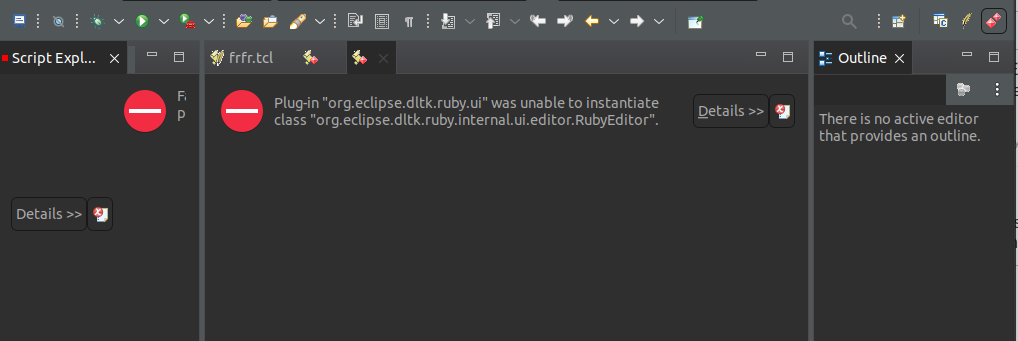 Script Expl...
frfr.tcl
Outline
Plug-in "org.eclipse.dltk.ruby.ui" was unable to instantiate
class "org.eclipse.dltk.ruby.internal.ui.editor.RubyEditor".
Details >>
There is no active editor
that provides an outline.
Details >>